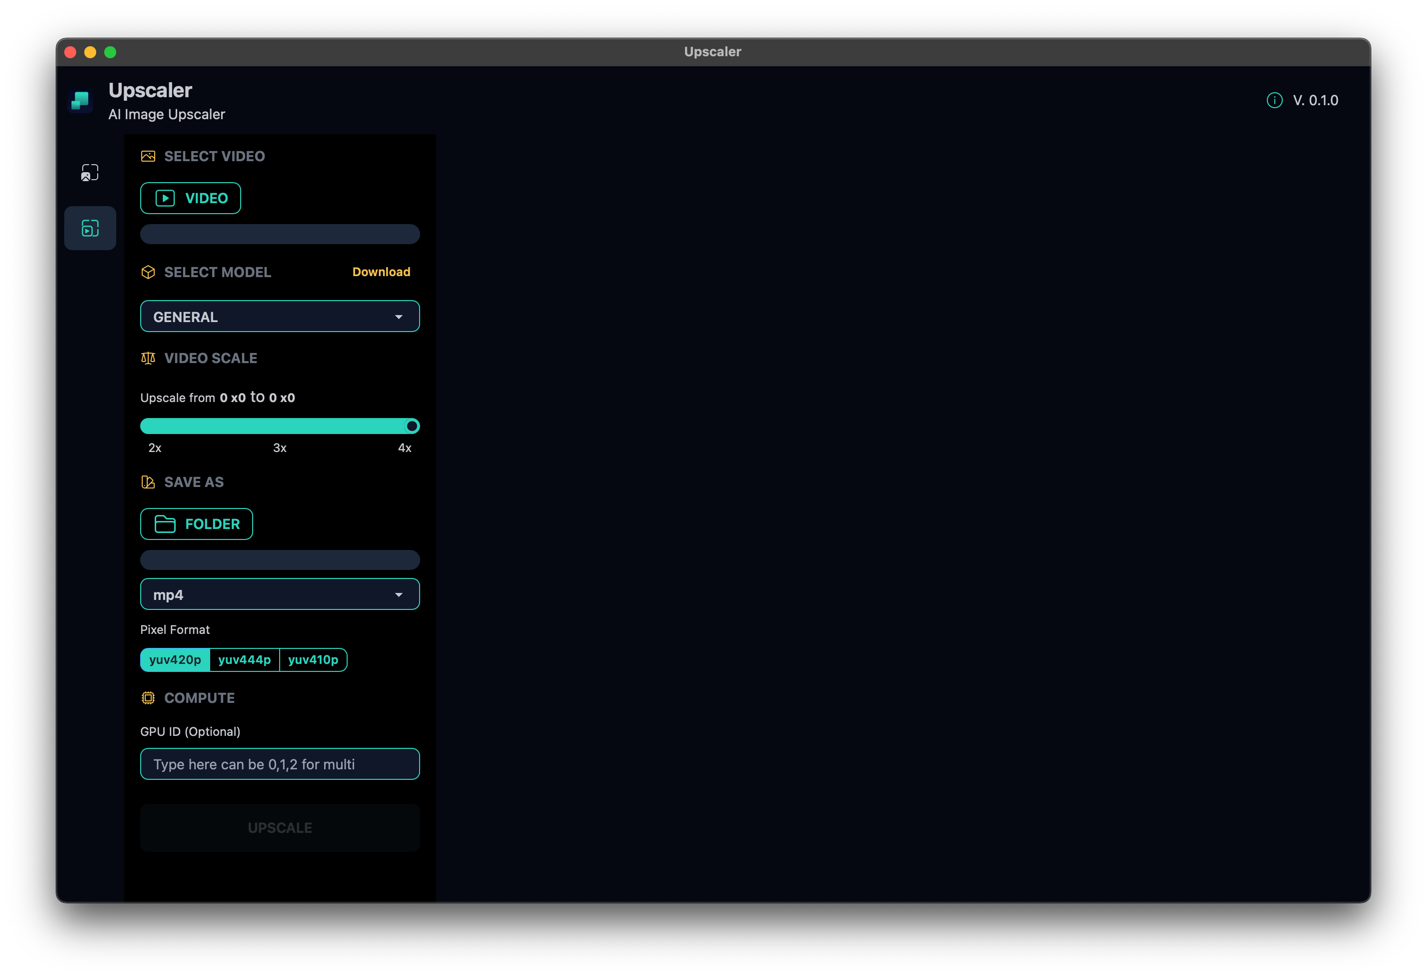 Upscaler
Upscaler
AI Image Upscaler
V. 0.1.0
SELECT VIDEO
VIDEO
SELECT MODEL Download
GENERAL
VIDEO SCALE
Upscale from 0 x0 to 0 x0
2x 3x 4x
SAVE AS
FOLDER
mp4
Pixel Format
yuv420p yuv444p yuv410p
COMPUTE
GPU ID (Optional)
Type here can be 0,1,2 for multi
UPSCALE